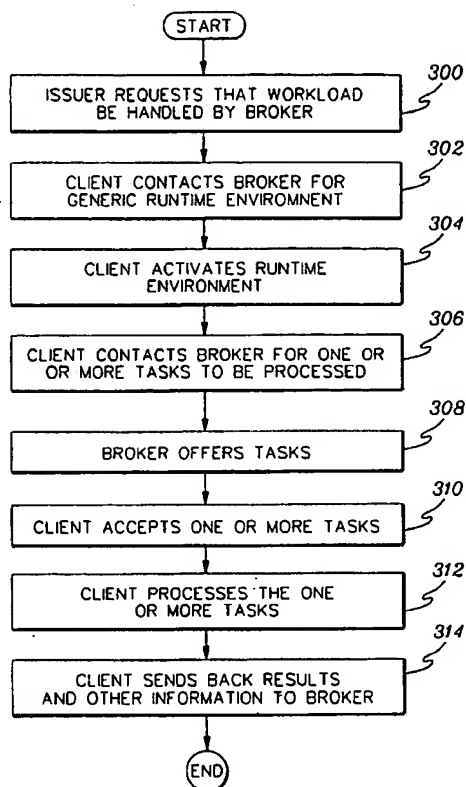 START
ISSUER REQUESTS THAT WORKLOAD
BE HANDLED BY BROKER
300
CLIENT CONTACTS BROKER FOR
GENERIC RUNTIME ENVIROMNENT
302
CLIENT ACTIVATES RUNTIME
ENVIRONMENT
304
CLIENT CONTACTS BROKER FOR ONE OR
OR MORE TASKS TO BE PROCESSED
306
BROKER OFFERS TASKS
308
CLIENT ACCEPTS ONE OR MORE TASKS
310
CLIENT PROCESSES THE ONE
OR MORE TASKS
312
CLIENT SENDS BACK RESULTS
AND OTHER INFORMATION TO BROKER
314
END